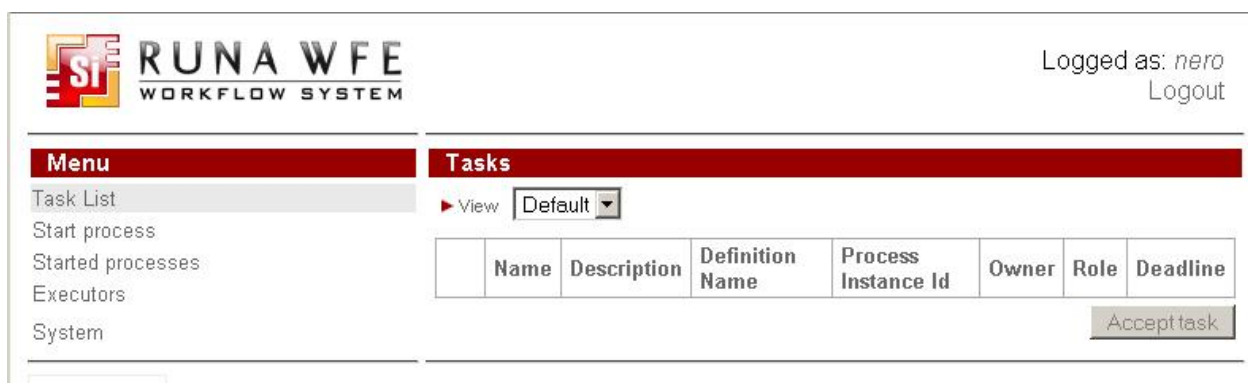 Si
RUNA WFE
WORKFLOW SYSTEM
Logged as: nero
Logout
Menu
Task List
Start process
Started processes
Executors
System
Tasks
View Default
Name Description Definition Name Process Instance Id Owner Role Deadline
Accept task